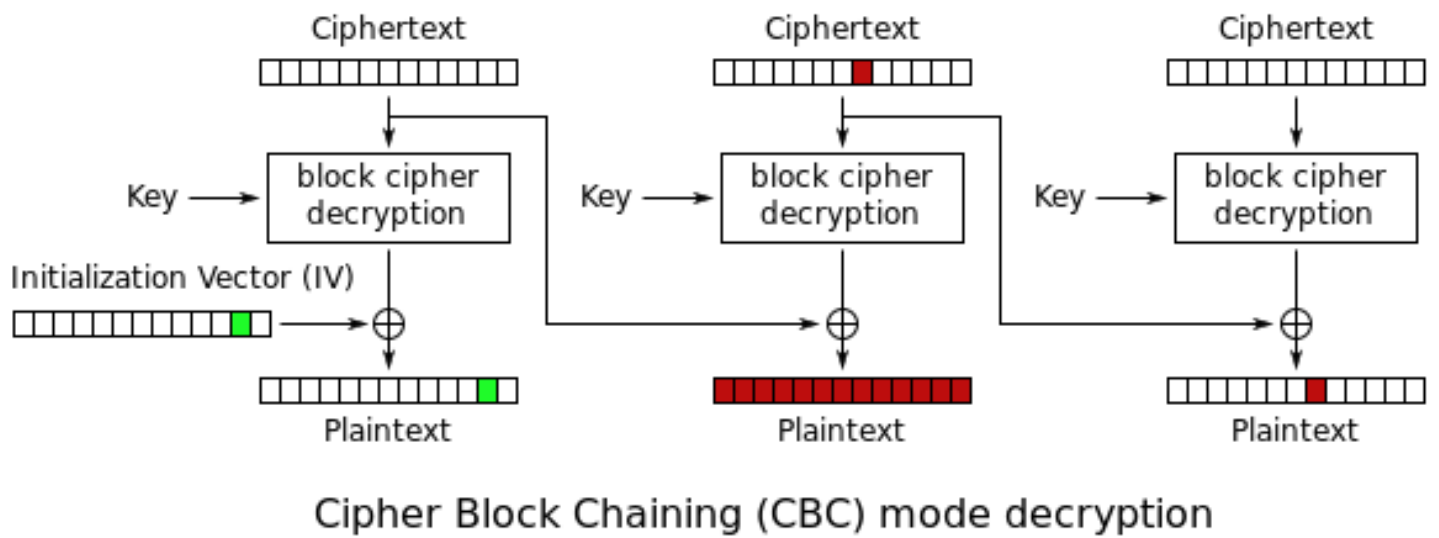 Ciphertext
Ciphertext
Ciphertext
Key
block cipher
decryption
Key
block cipher
decryption
Key
block cipher
decryption
Initialization Vector (IV)
Plaintext
Plaintext
Plaintext
Cipher Block Chaining (CBC) mode decryption